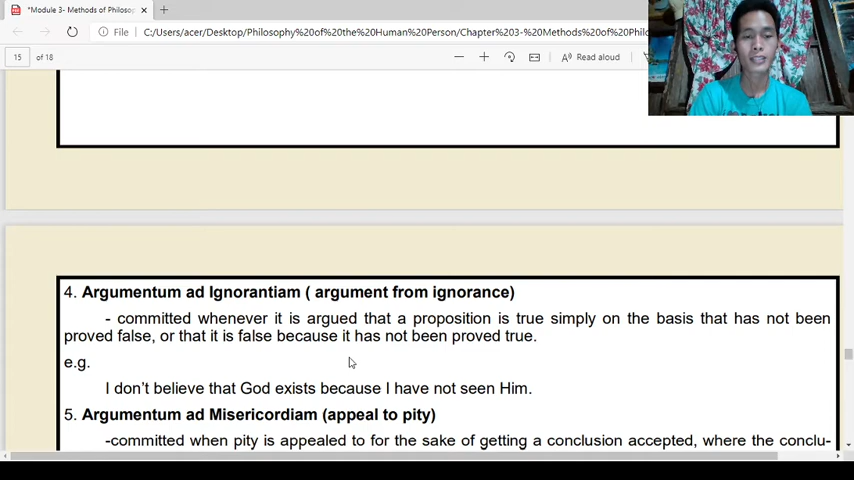 *Module 3- Methods of Philosop
File
C:/Users/acer/Desktop/Philosophy%20of%20the%20Human%20Person/Chapter%203-%20Methods%20of%20Philo
15 of 18
Read aloud
4. Argumentum ad Ignorantiam ( argument from ignorance)
- committed whenever it is argued that a proposition is true simply on the basis that has not been
proved false, or that it is false because it has not been proved true.
e.g.
I don't believe that God exists because I have not seen Him.
5. Argumentum ad Misericordiam (appeal to pity)
-committed when pity is appealed to for the sake of getting a conclusion accepted, where the conclu-